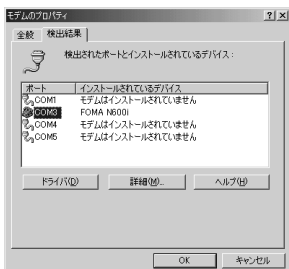 モデムのプロパティ
全般 検出結果
検出されたポートとインストールされているデバイス:
ポート インストールされているデバイス
COM1 モデムはインストールされていません
COM3 FOMA N600i
COM4 モデムはインストールされていません
COM5 モデムはインストールされていません
ドライバ(D) 詳細(M)... ヘルプ(H)
OK キャンセル